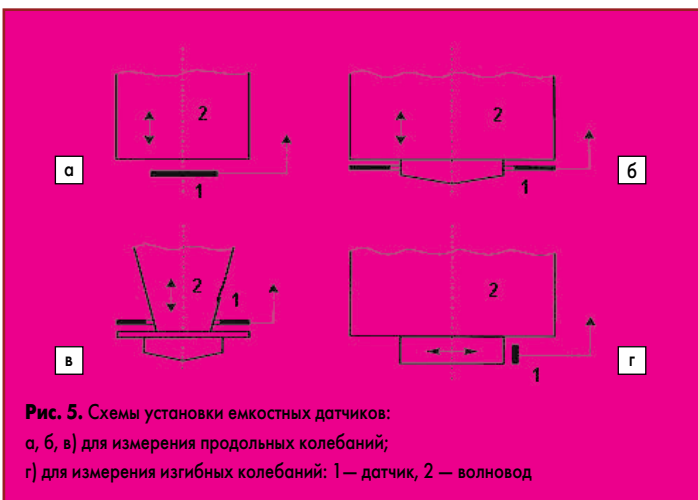 2
1
а
2
1
б
2
1
в
2
1
г
Рис. 5. Схемы установки емкостных датчиков:
а, б, в) для измерения продольных колебаний;
г) для измерения изгибных колебаний: 1— датчик, 2 — волновод